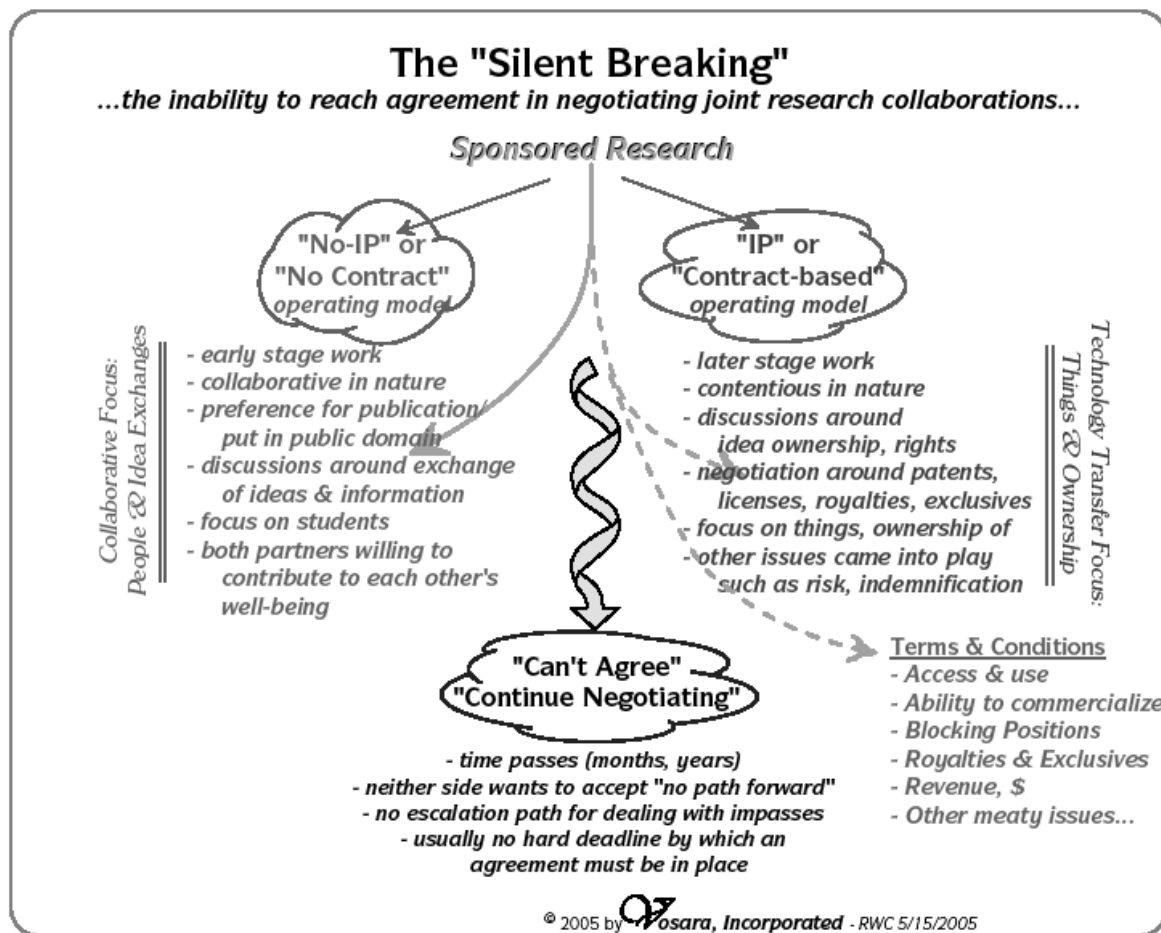 The "Silent Breaking"
...the inability to reach agreement in negotiating joint research collaborations...
Sponsored Research
"No-IP" or
"No Contract"
operating model
"IP" or
"Contract-based"
operating model
Collaborative Focus:
People & Idea Exchanges
- early stage work
- collaborative in nature
- preference for publication/
put in public domain
- discussions around exchange
of ideas & information
- focus on students
- both partners willing to
contribute to each other's
well-being
- later stage work
- contentious in nature
- discussions around
idea ownership, rights
- negotiation around patents,
licenses, royalties, exclusives
- focus on things, ownership of
- other issues came into play
such as risk, indemnification
Technology Transfer Focus:
Things & Ownership
"Can't Agree"
"Continue Negotiating"
- time passes (months, years)
- neither side wants to accept "no path forward"
- no escalation path for dealing with impasses
- usually no hard deadline by which an
agreement must be in place
Terms & Conditions
- Access & use
- Ability to commercialize
- Blocking Positions
- Royalties & Exclusives
- Revenue, $
- Other meaty issues...
© 2005 by Vosara, Incorporated - RWC 5/15/2005